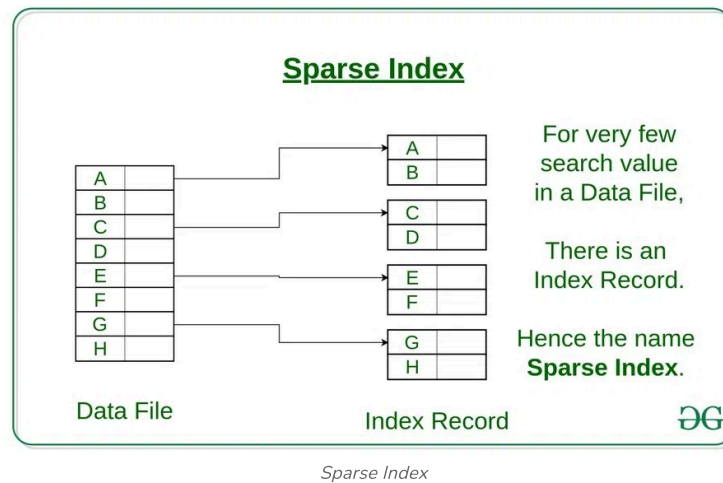 Sparse Index
A
B
C
D
E
F
G
H
Data File
A
B
C
D
E
F
G
H
Index Record
For very few
search value
in a Data File,
There is an
Index Record.
Hence the name
Sparse Index.
Sparse Index